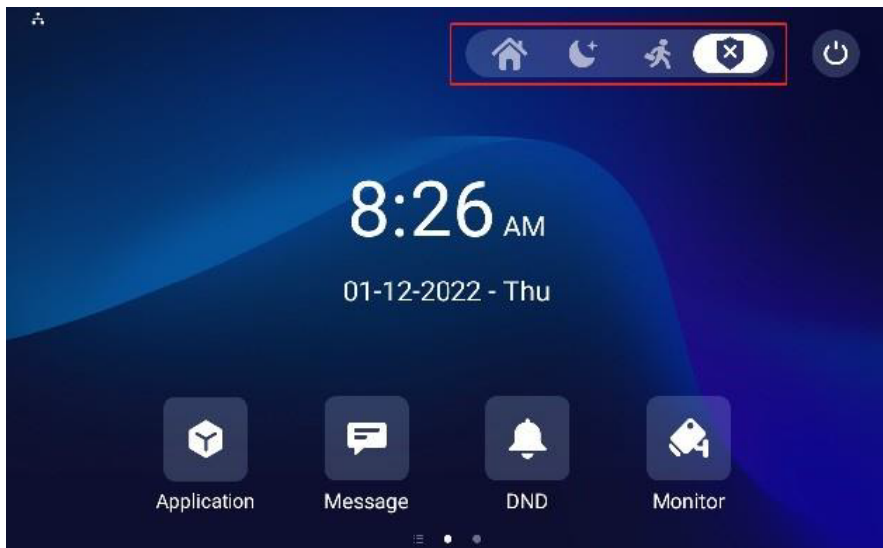 8:26 AM
01-12-2022 - Thu
Application Message DND Monitor